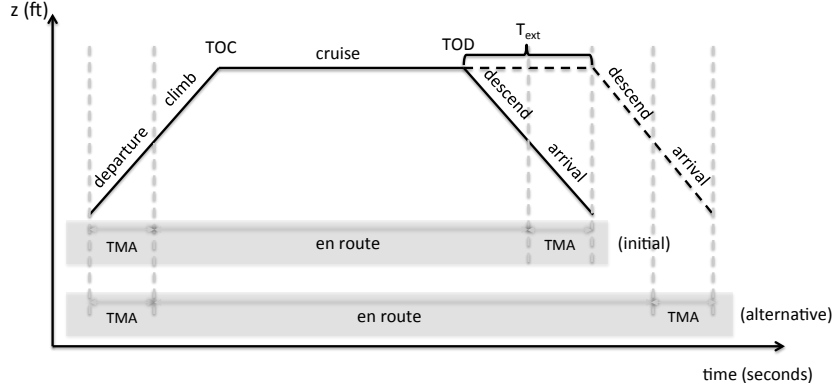 z (ft)
TOC
cruise
TOD
T_ext
departure
climb
descend
arrival
descend
arrival
TMA
en route
TMA
(initial)
TMA
en route
TMA
(alternative)
time (seconds)